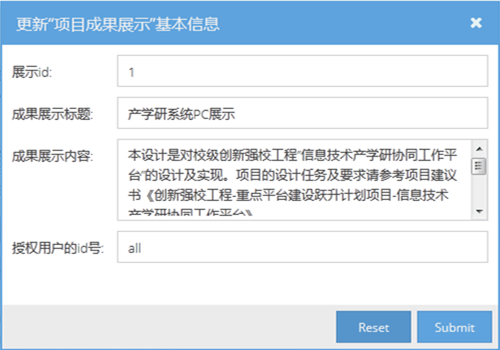 更新“项目成果展示”基本信息 ×
展示id: 1
成果展示标题: 产学研系统PC展示
成果展示内容: 本设计是对校级创新强校工程“信息技术产学研协同工作平
台”的设计及实现。项目的设计任务及要求请参考项目建议
书《创新强校工程-重点平台建设跃升计划项目-信息技术
产学研协同工作平台》
授权用户的id号: all
Reset Submit